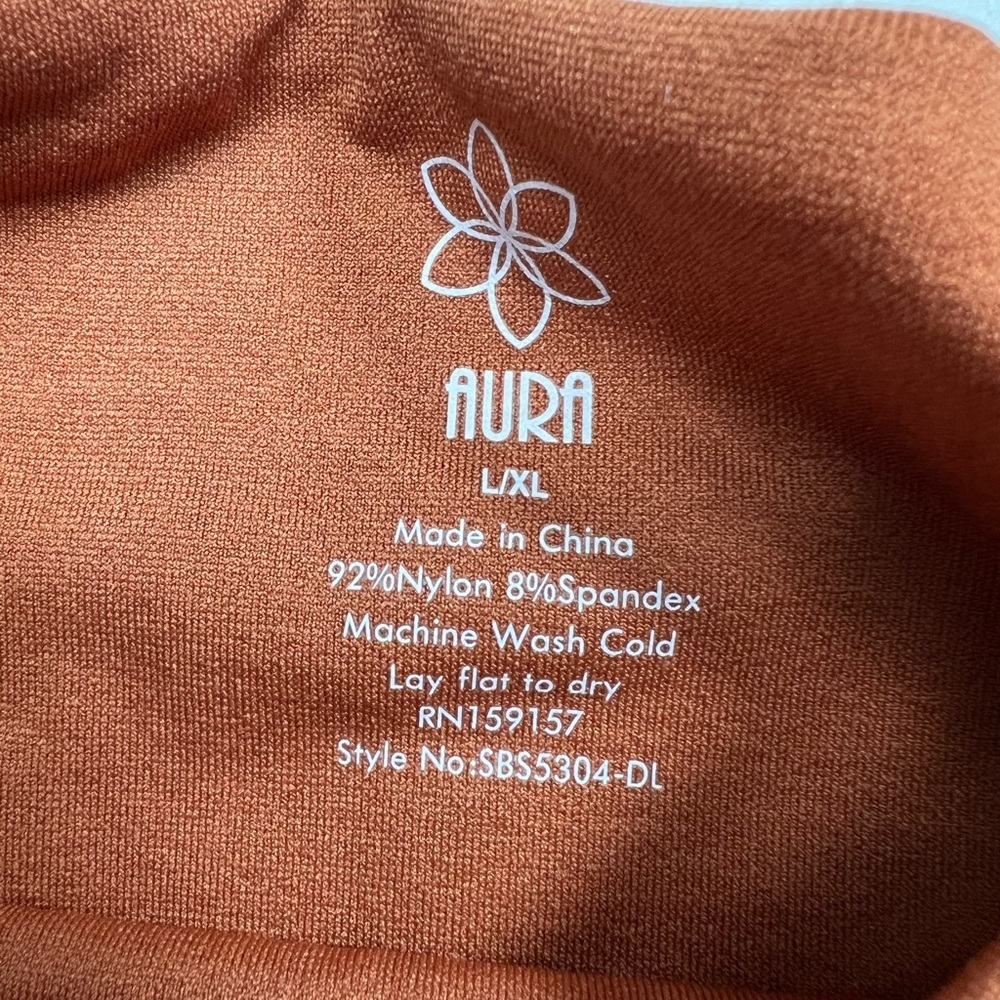 AURA
L/XL
Made in China
92%Nylon 8%Spandex
Machine Wash Cold
Lay flat to dry
RN159157
Style No:SBS5304-DL